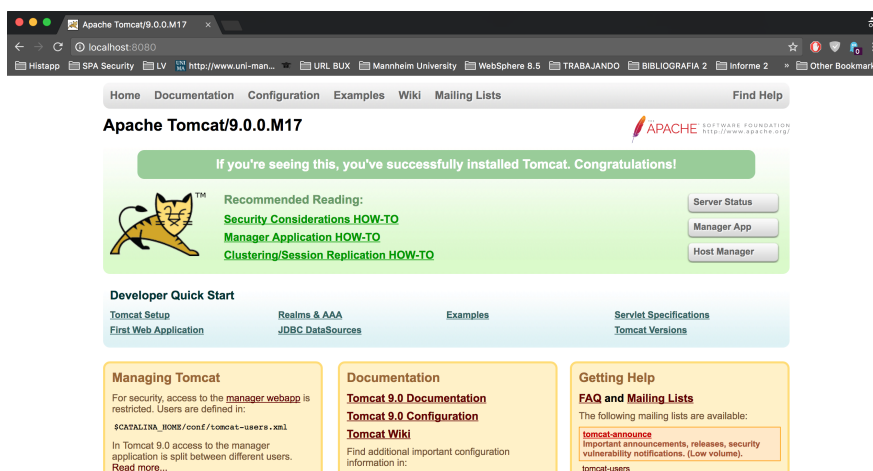 Apache Tomcat/9.0.0.M17
localhost:8080
Histapp SPA Security LV http://www.uni-man... URL BUX Mannheim University WebSphere 8.5 TRABAJANDO BIBLIOGRAFIA 2 Informe 2 » Other Bookmark
Home Documentation Configuration Examples Wiki Mailing Lists Find Help
Apache Tomcat/9.0.0.M17
APACHE SOFTWARE FOUNDATION
http://www.apache.org/
If you're seeing this, you've successfully installed Tomcat. Congratulations!
TM
Recommended Reading:
Security Considerations HOW-TO
Manager Application HOW-TO
Clustering/Session Replication HOW-TO
Server Status
Manager App
Host Manager
Developer Quick Start
Tomcat Setup
First Web Application
Realms & AAA
JDBC DataSources
Examples
Servlet Specifications
Tomcat Versions
Managing Tomcat
For security, access to the manager webapp is
restricted. Users are defined in:
$CATALINA_HOME/conf/tomcat-users.xml
In Tomcat 9.0 access to the manager
application is split between different users.
Read more...
Documentation
Tomcat 9.0 Documentation
Tomcat 9.0 Configuration
Tomcat Wiki
Find additional important configuration
information in:
Getting Help
FAQ and Mailing Lists
The following mailing lists are available:
tomcat-announce
Important announcements, releases, security
vulnerability notifications. (Low volume).
tomcat-users